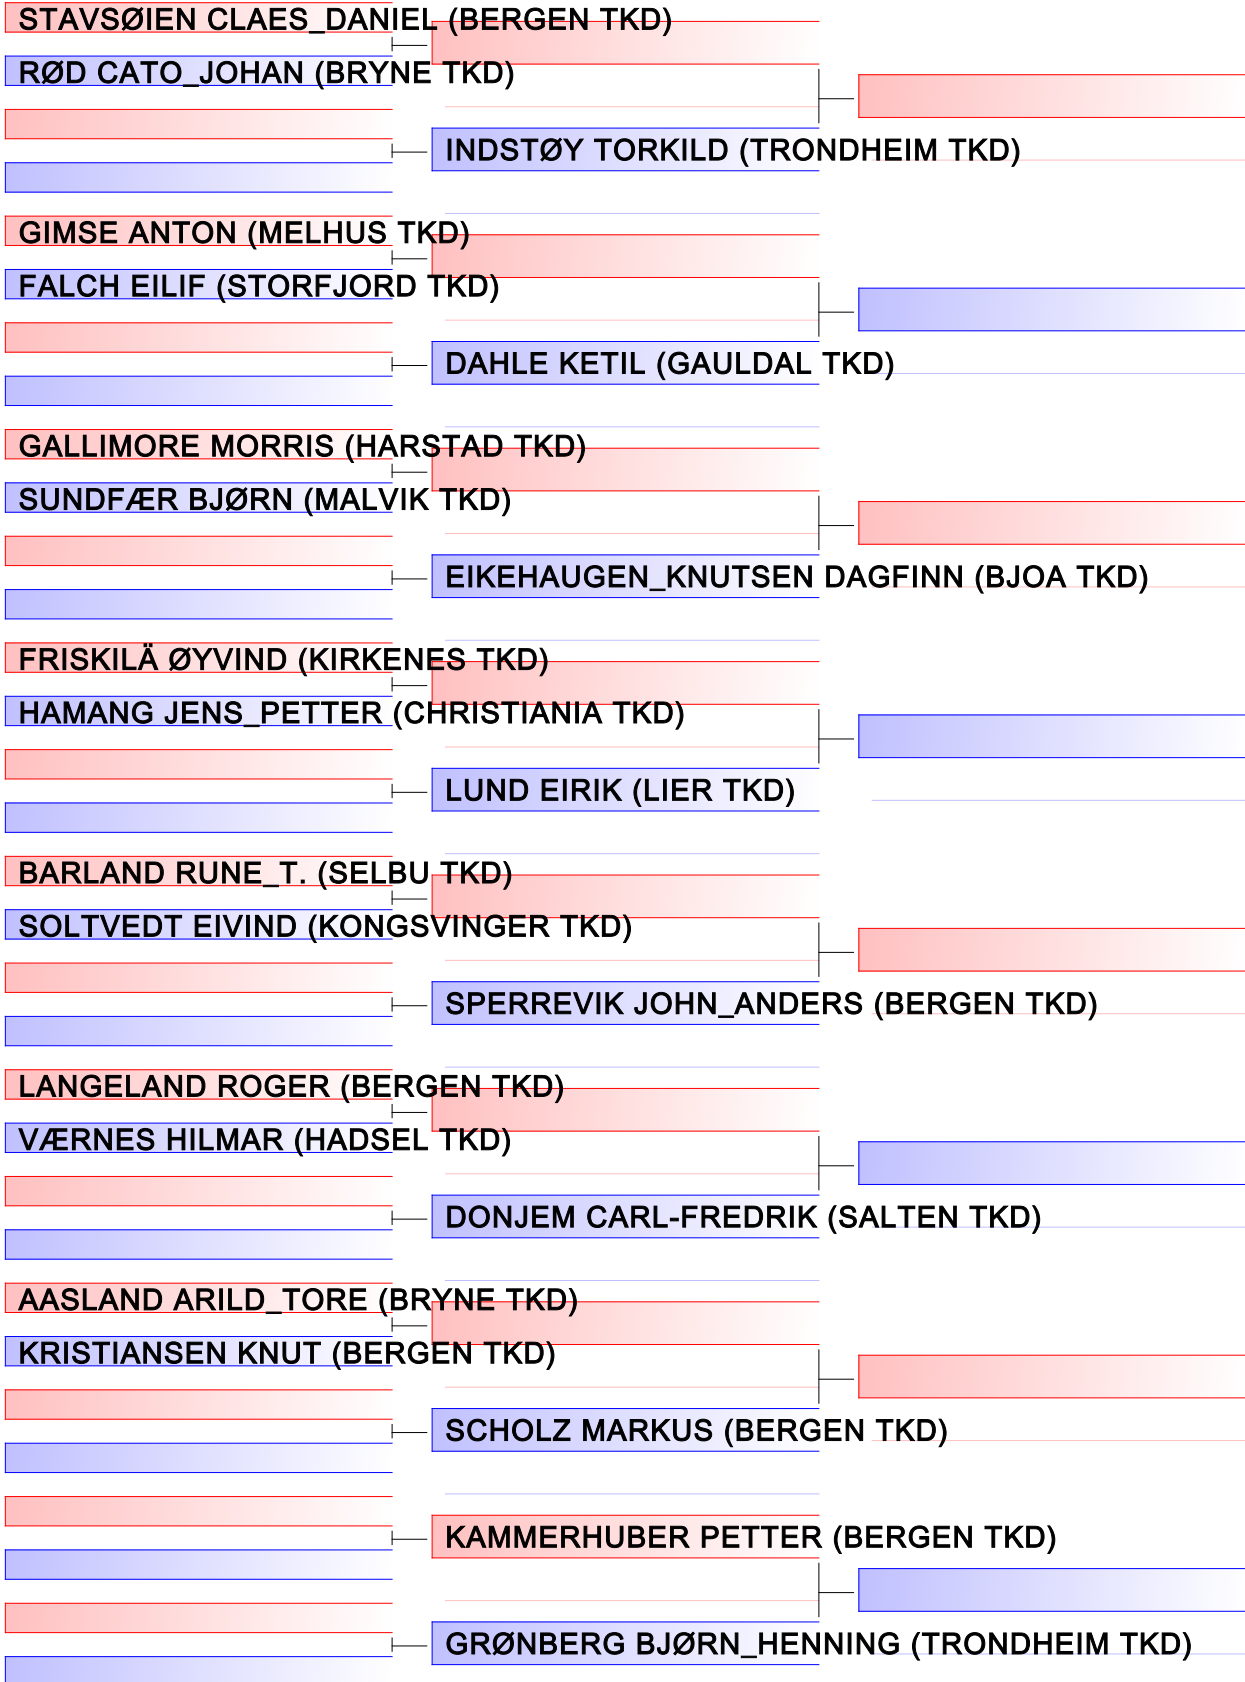 STAVSØIEN CLAES_DANIEL (BERGEN TKD)
RØD CATO_JOHAN (BRYNE TKD)
INDSTØY TORKILD (TRONDHEIM TKD)
GIMSE ANTON (MELHUS TKD)
FALCH EILIF (STORFJORD TKD)
DAHLE KETIL (GAULDAL TKD)
GALLIMORE MORRIS (HARSTAD TKD)
SUNDFÆR BJØRN (MALVIK TKD)
EIKEHAUGEN_KNUTSEN DAGFINN (BJOA TKD)
FRISKILÄ ØYVIND (KIRKENES TKD)
HAMANG JENS_PETTER (CHRISTIANIA TKD)
LUND EIRIK (LIER TKD)
BARLAND RUNE_T. (SELBU TKD)
SOLTVEDT EIVIND (KONGSVINGER TKD)
SPERREVIK JOHN_ANDERS (BERGEN TKD)
LANGELAND ROGER (BERGEN TKD)
VÆRNES HILMAR (HADSEL TKD)
DONJEM CARL-FREDRIK (SALTEN TKD)
AASLAND ARILD_TORE (BRYNE TKD)
KRISTIANSEN KNUT (BERGEN TKD)
SCHOLZ MARKUS (BERGEN TKD)
KAMMERHUBER PETTER (BERGEN TKD)
GRØNBERG BJØRN_HENNING (TRONDHEIM TKD)